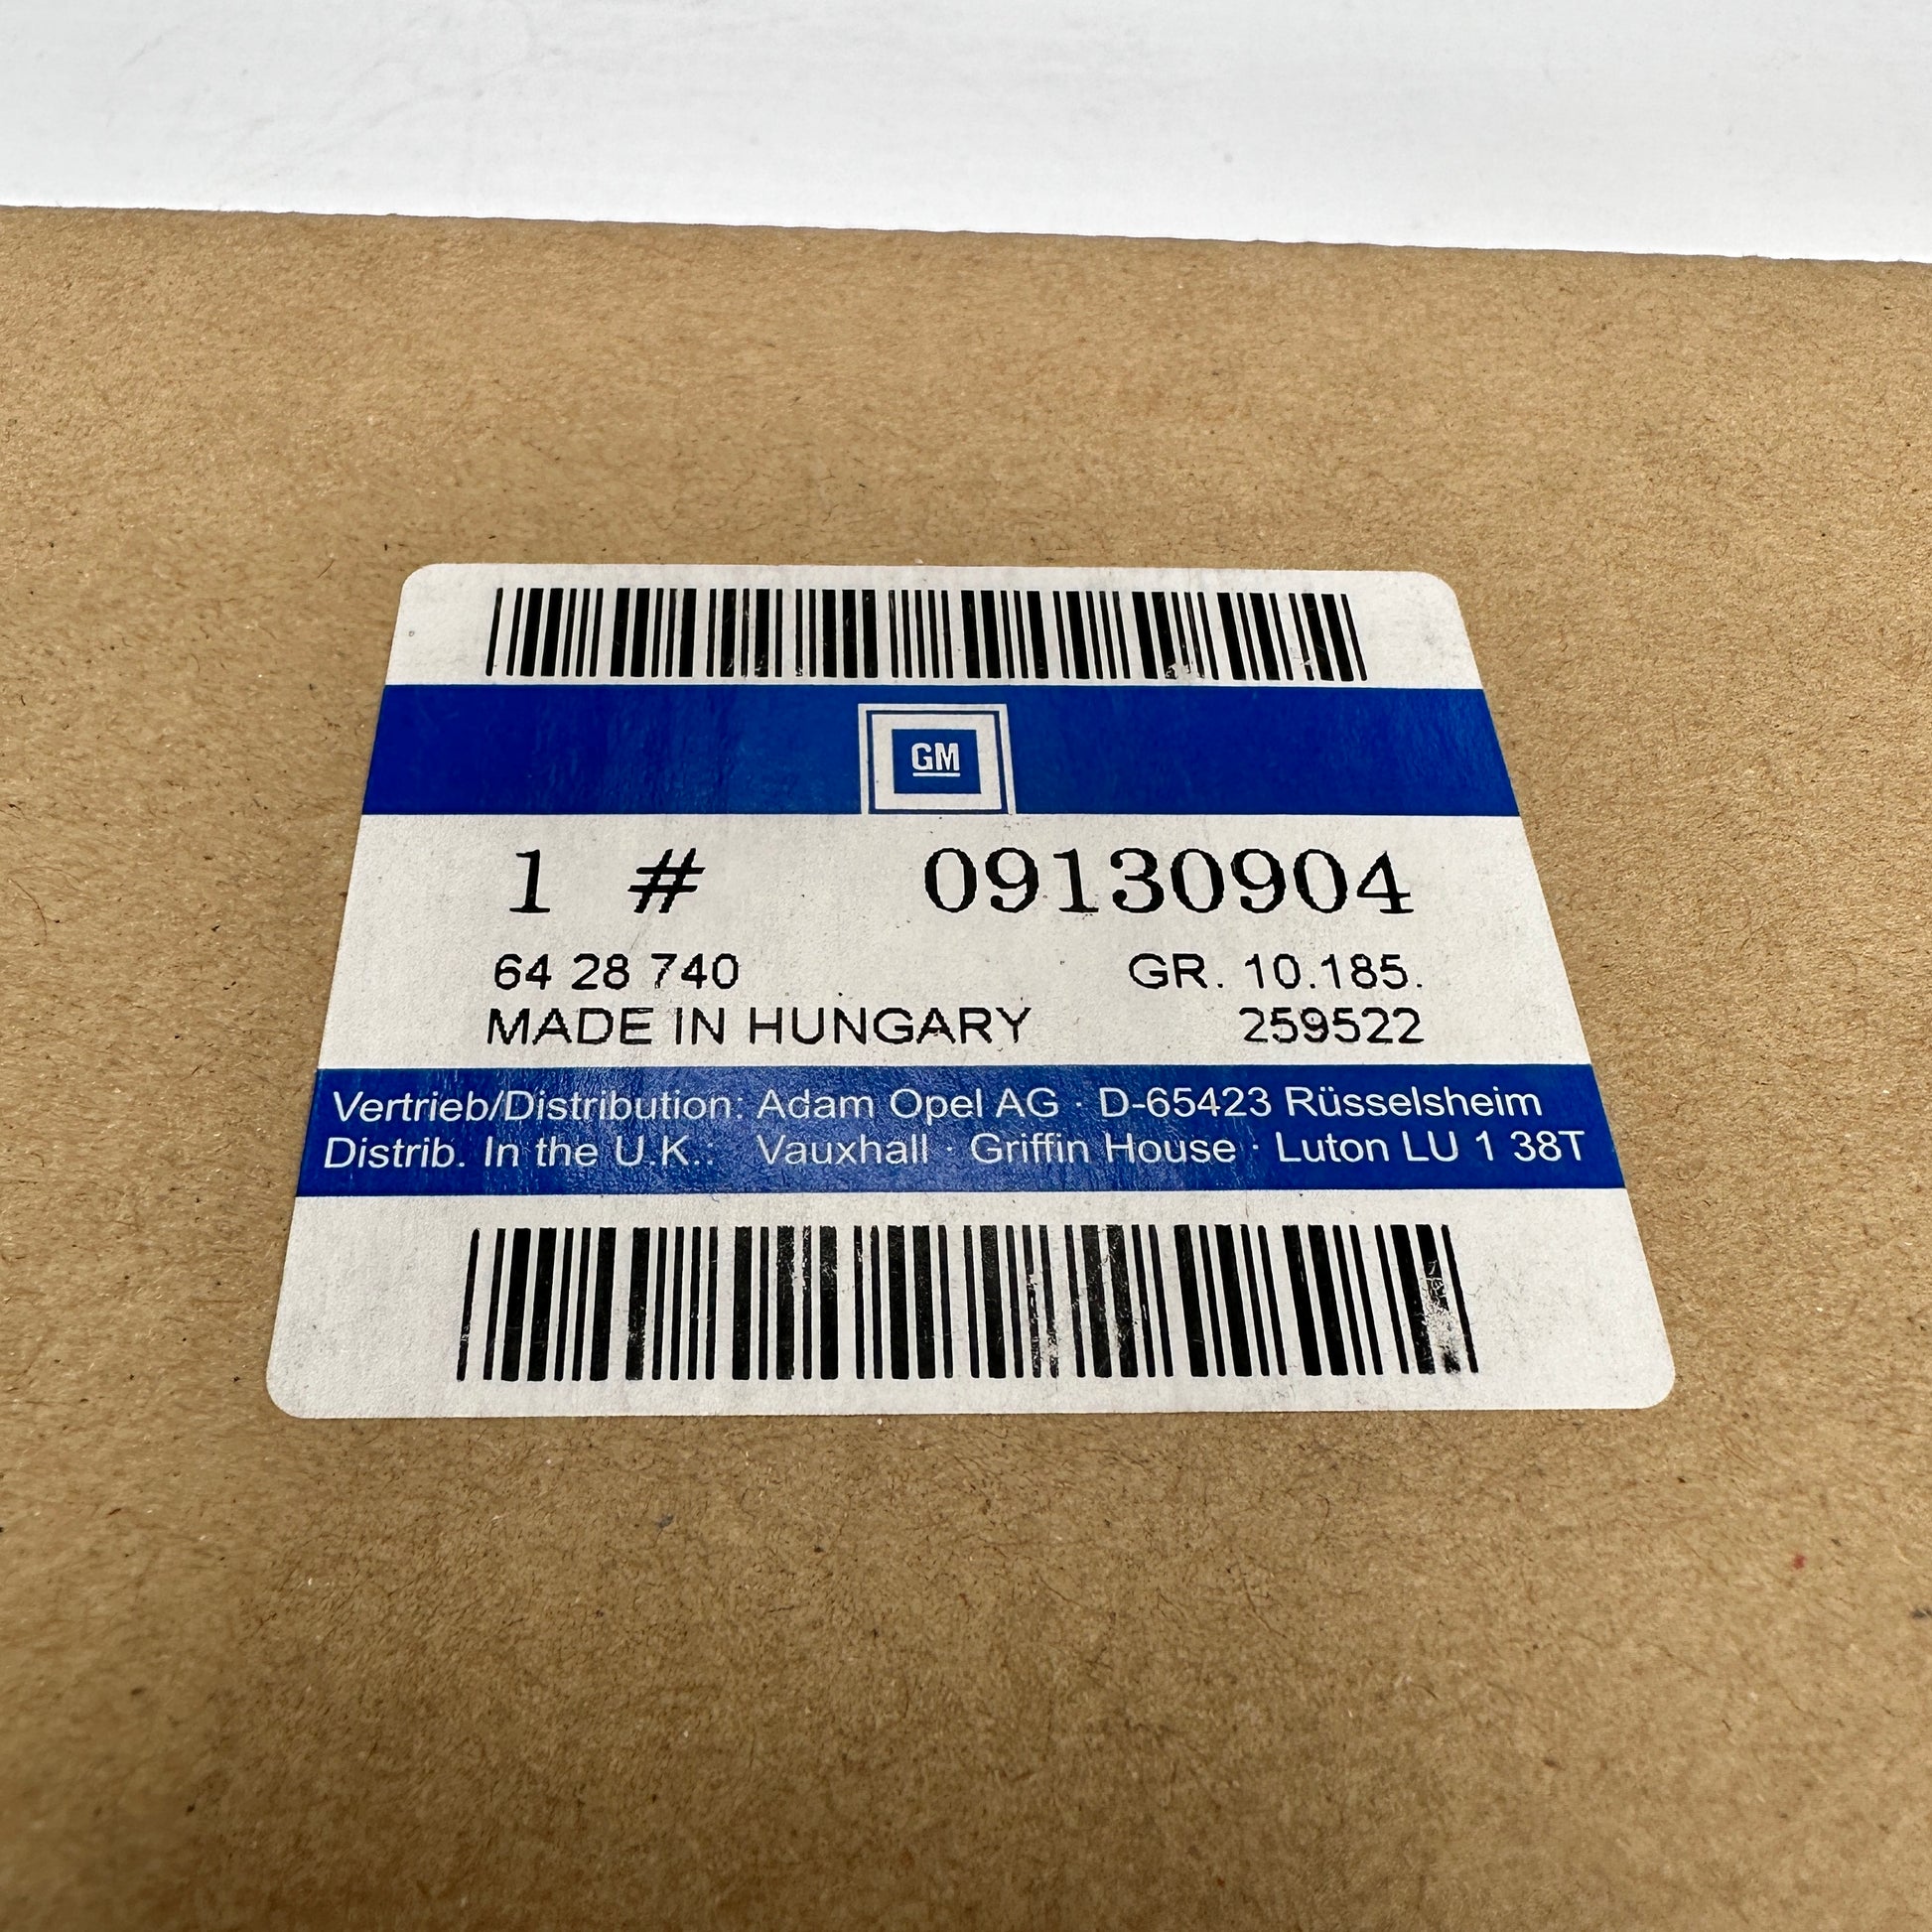 GM
1 # 09130904
64 28 740 GR. 10.185.
MADE IN HUNGARY 259522
Vertrieb/Distribution: Adam Opel AG · D-65423 Rüsselsheim
Distrib. In the U.K.: Vauxhall · Griffin House · Luton LU 1 38T